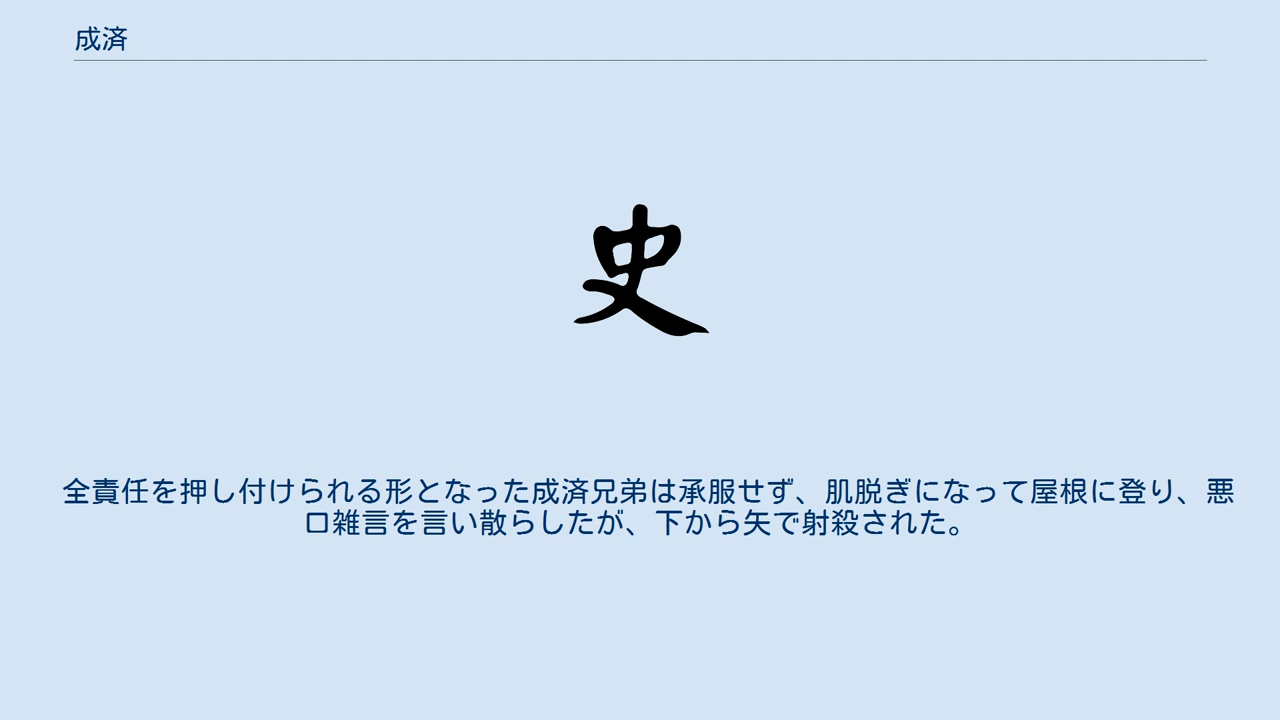 成済
史
全責任を押し付けられる形となった成済兄弟は承服せず、肌脱ぎになって屋根に登り、悪
口雑言を言い散らしたが、下から矢で射殺された。